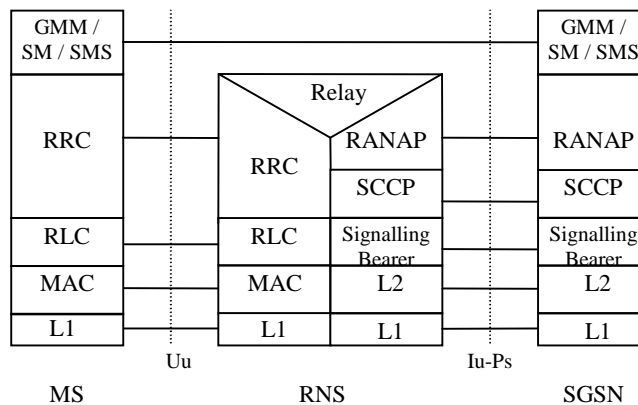 GMM /
SM / SMS
GMM /
SM / SMS
Relay
RRC
RRC
RANAP
RANAP
SCCP
SCCP
RLC
RLC
Signalling
Bearer
Signalling
Bearer
MAC
MAC
L2
L2
L1
L1
L1
L1
Uu
Iu-Ps
MS
RNS
SGSN